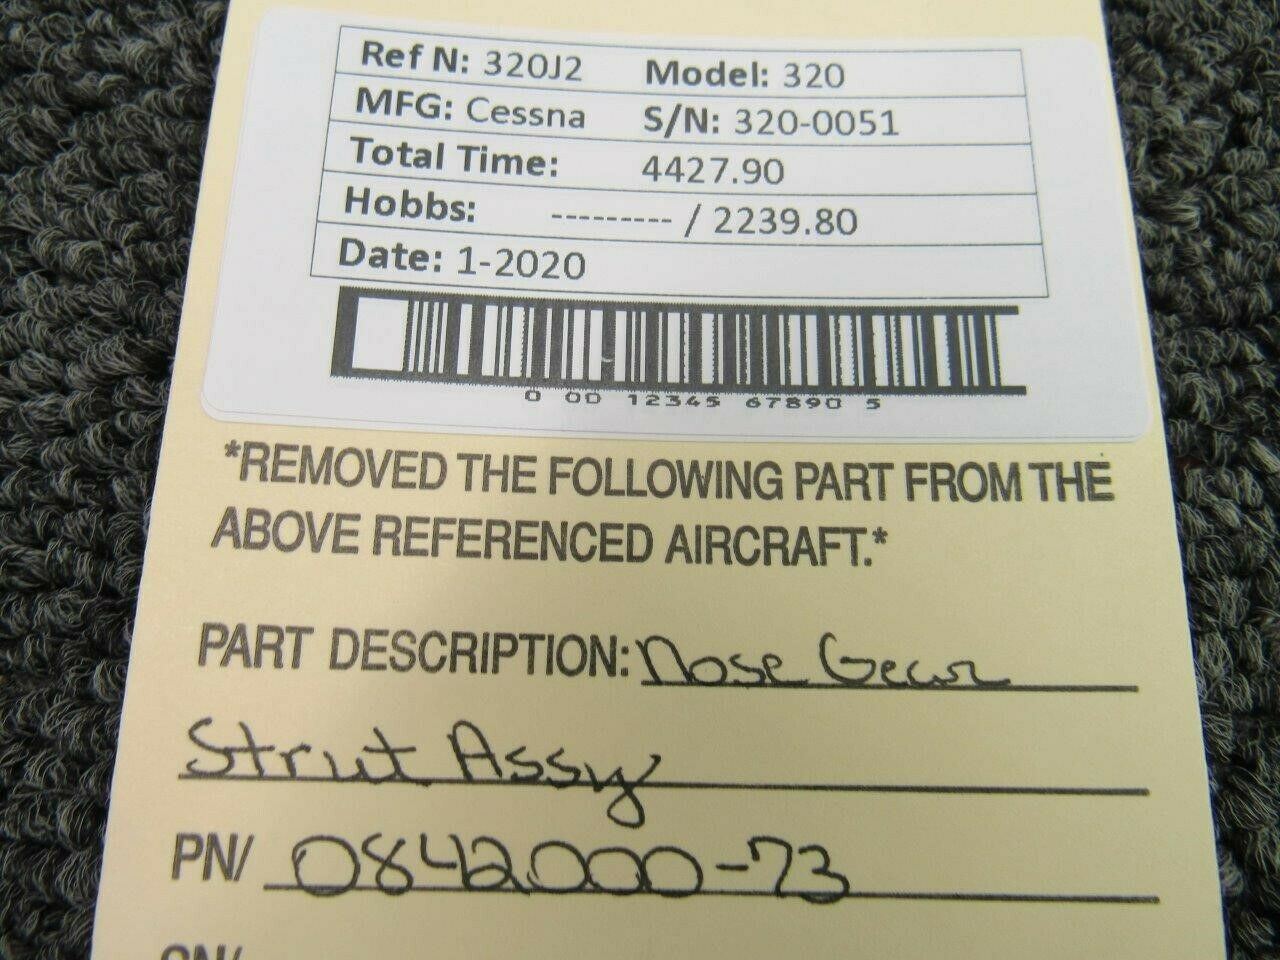 Ref N: 320J2 Model: 320
MFG: Cessna S/N: 320-0051
Total Time: 4427.90
Hobbs: --------- / 2239.80
Date: 1-2020
0 00 12345 67890 5
*REMOVED THE FOLLOWING PART FROM THE
ABOVE REFERENCED AIRCRAFT.*
PART DESCRIPTION: Nose Gear
Strut Assy
PN/ 0842000-73
SN/